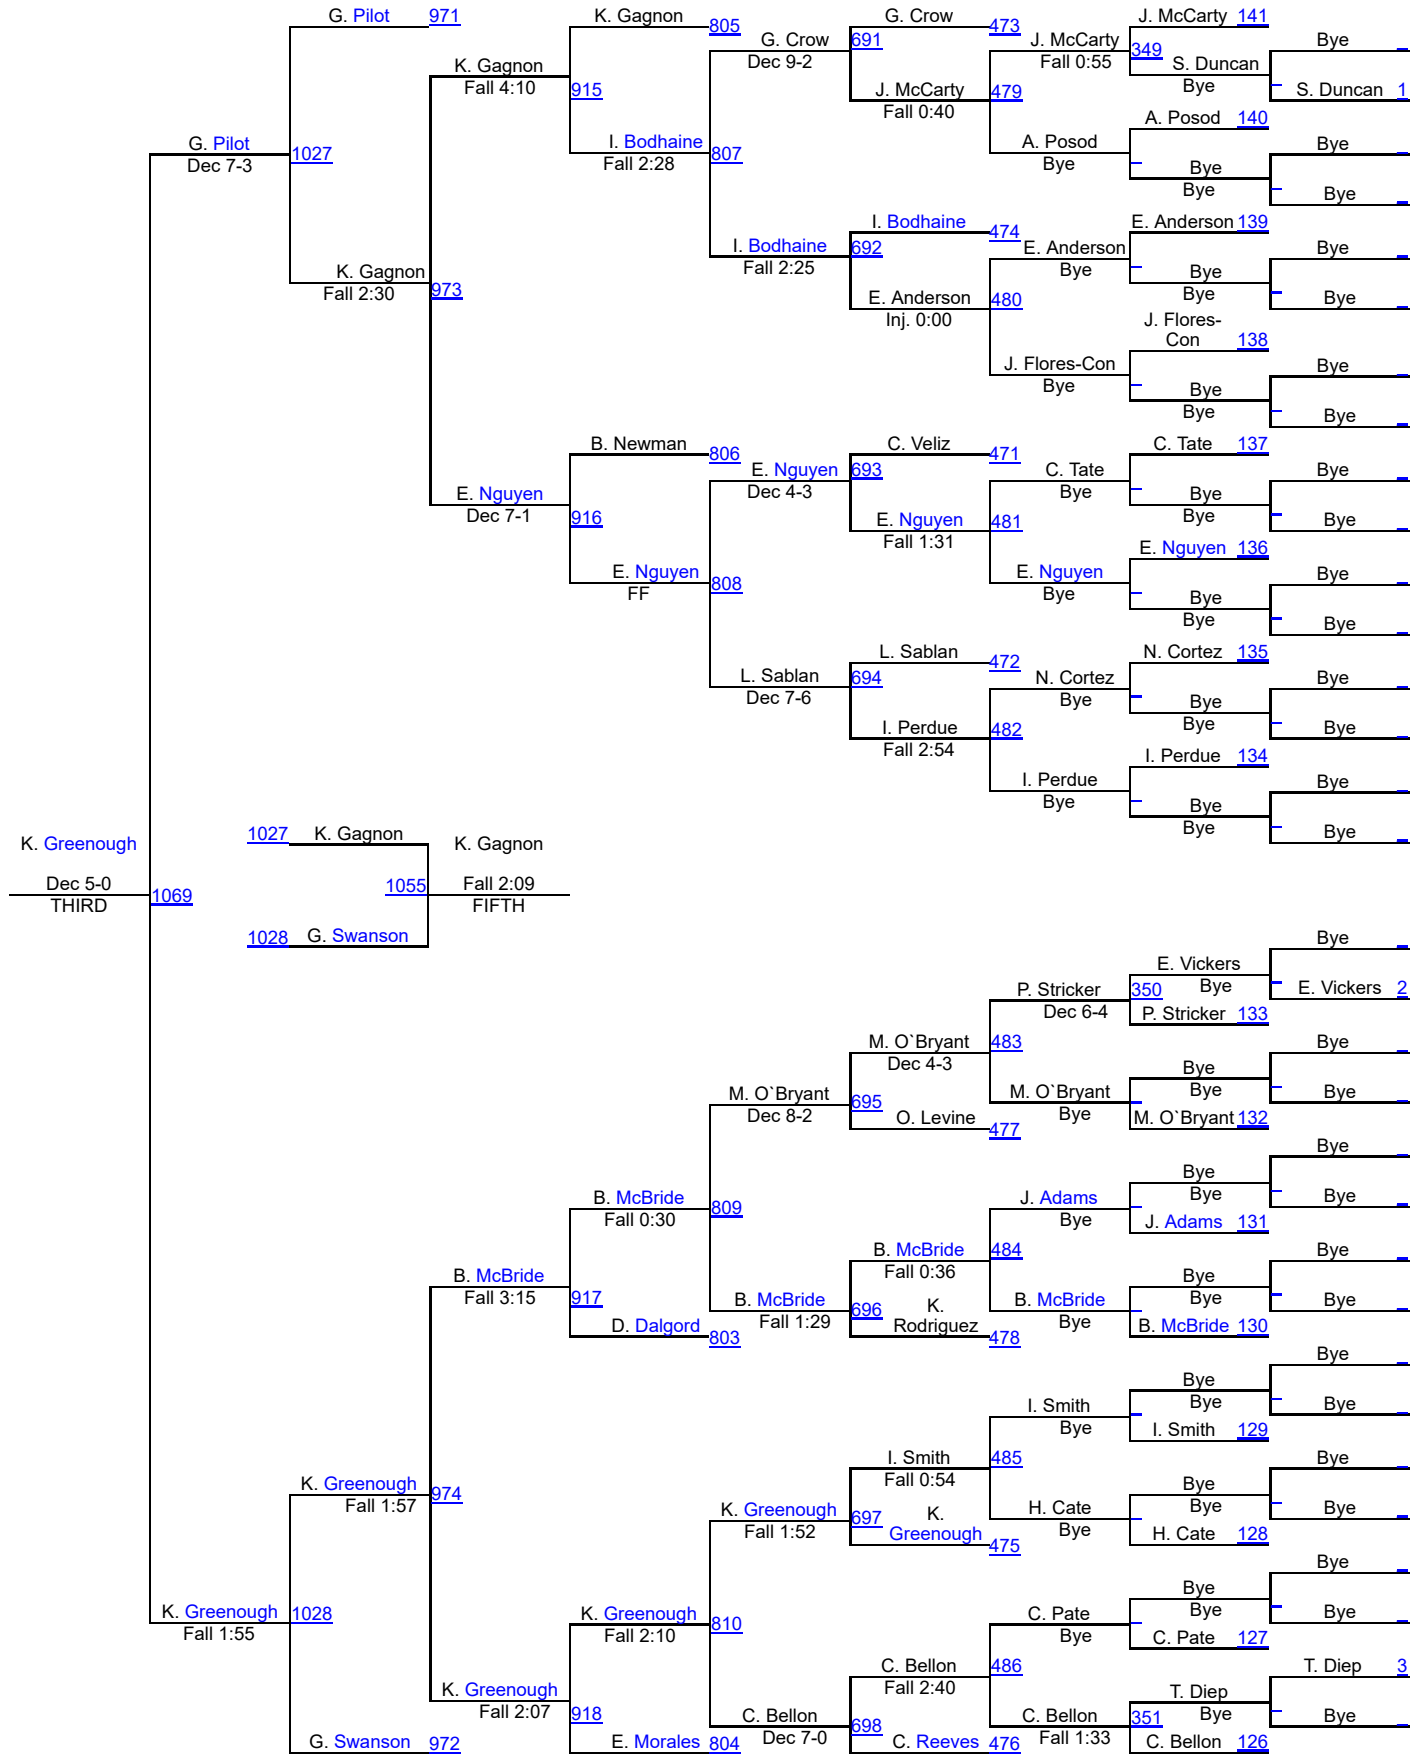 G. Pilot 971
K. Gagnon 805
G. Crow 473
J. McCarty 141
Bye
G. Crow 691
Dec 9-2
J. McCarty 349
Fall 0:55
S. Duncan
Bye
S. Duncan 1
K. Gagnon
Fall 4:10
915
J. McCarty 479
Fall 0:40
A. Posod 140
G. Pilot
Dec 7-3
1027
I. Bodhaine 807
Fall 2:28
A. Posod
Bye
Bye
Bye
Bye
Bye
I. Bodhaine 474
E. Anderson 139
I. Bodhaine 692
Fall 2:25
E. Anderson
Bye
Bye
Bye
Bye
Bye
K. Gagnon
Fall 2:30
973
E. Anderson 480
Inj. 0:00
J. Flores-
Con 138
J. Flores-Con
Bye
Bye
Bye
Bye
Bye
B. Newman 806
C. Veliz 471
C. Tate 137
E. Nguyen 693
Dec 4-3
C. Tate
Bye
Bye
Bye
Bye
Bye
E. Nguyen
Dec 7-1
916
E. Nguyen 481
Fall 1:31
E. Nguyen 136
E. Nguyen 808
FF
E. Nguyen
Bye
Bye
Bye
Bye
Bye
L. Sablan 472
N. Cortez 135
L. Sablan 694
Dec 7-6
N. Cortez
Bye
Bye
Bye
Bye
Bye
I. Perdue 482
Fall 2:54
I. Perdue 134
I. Perdue
Bye
Bye
Bye
Bye
Bye
K. Greenough
Dec 5-0
THIRD
1069
1027 K. Gagnon
K. Gagnon
1055 Fall 2:09
FIFTH
1028 G. Swanson
Bye
E. Vickers
Bye
E. Vickers 2
P. Stricker 350
Dec 6-4
P. Stricker 133
M. O`Bryant 483
Dec 4-3
Bye
Bye
Bye
Bye
M. O`Bryant 695
Dec 8-2
M. O`Bryant
Bye
M. O`Bryant 132
O. Levine 477
Bye
Bye
Bye
Bye
B. McBride 809
Fall 0:30
J. Adams
Bye
J. Adams 131
B. McBride 484
Fall 0:36
Bye
Bye
Bye
Bye
B. McBride
Fall 3:15
917
B. McBride 696
Fall 1:29
K.
Rodriguez 478
B. McBride
Bye
B. McBride 130
D. Dalgord 803
Bye
Bye
Bye
Bye
I. Smith
Bye
I. Smith 129
I. Smith 485
Fall 0:54
Bye
Bye
Bye
Bye
K. Greenough
Fall 1:57
974
K. Greenough 697
Fall 1:52
K.
Greenough 475
H. Cate
Bye
H. Cate 128
Bye
Bye
Bye
Bye
K. Greenough 1028
Fall 1:55
K. Greenough 810
Fall 2:10
C. Pate
Bye
C. Pate 127
C. Bellon 486
Fall 2:40
T. Diep 3
T. Diep
Bye
Bye
K. Greenough
Fall 2:07
918
C. Bellon 698
Dec 7-0
C. Bellon 351
Fall 1:33
G. Swanson 972
E. Morales 804
C. Reeves 476
C. Bellon 126